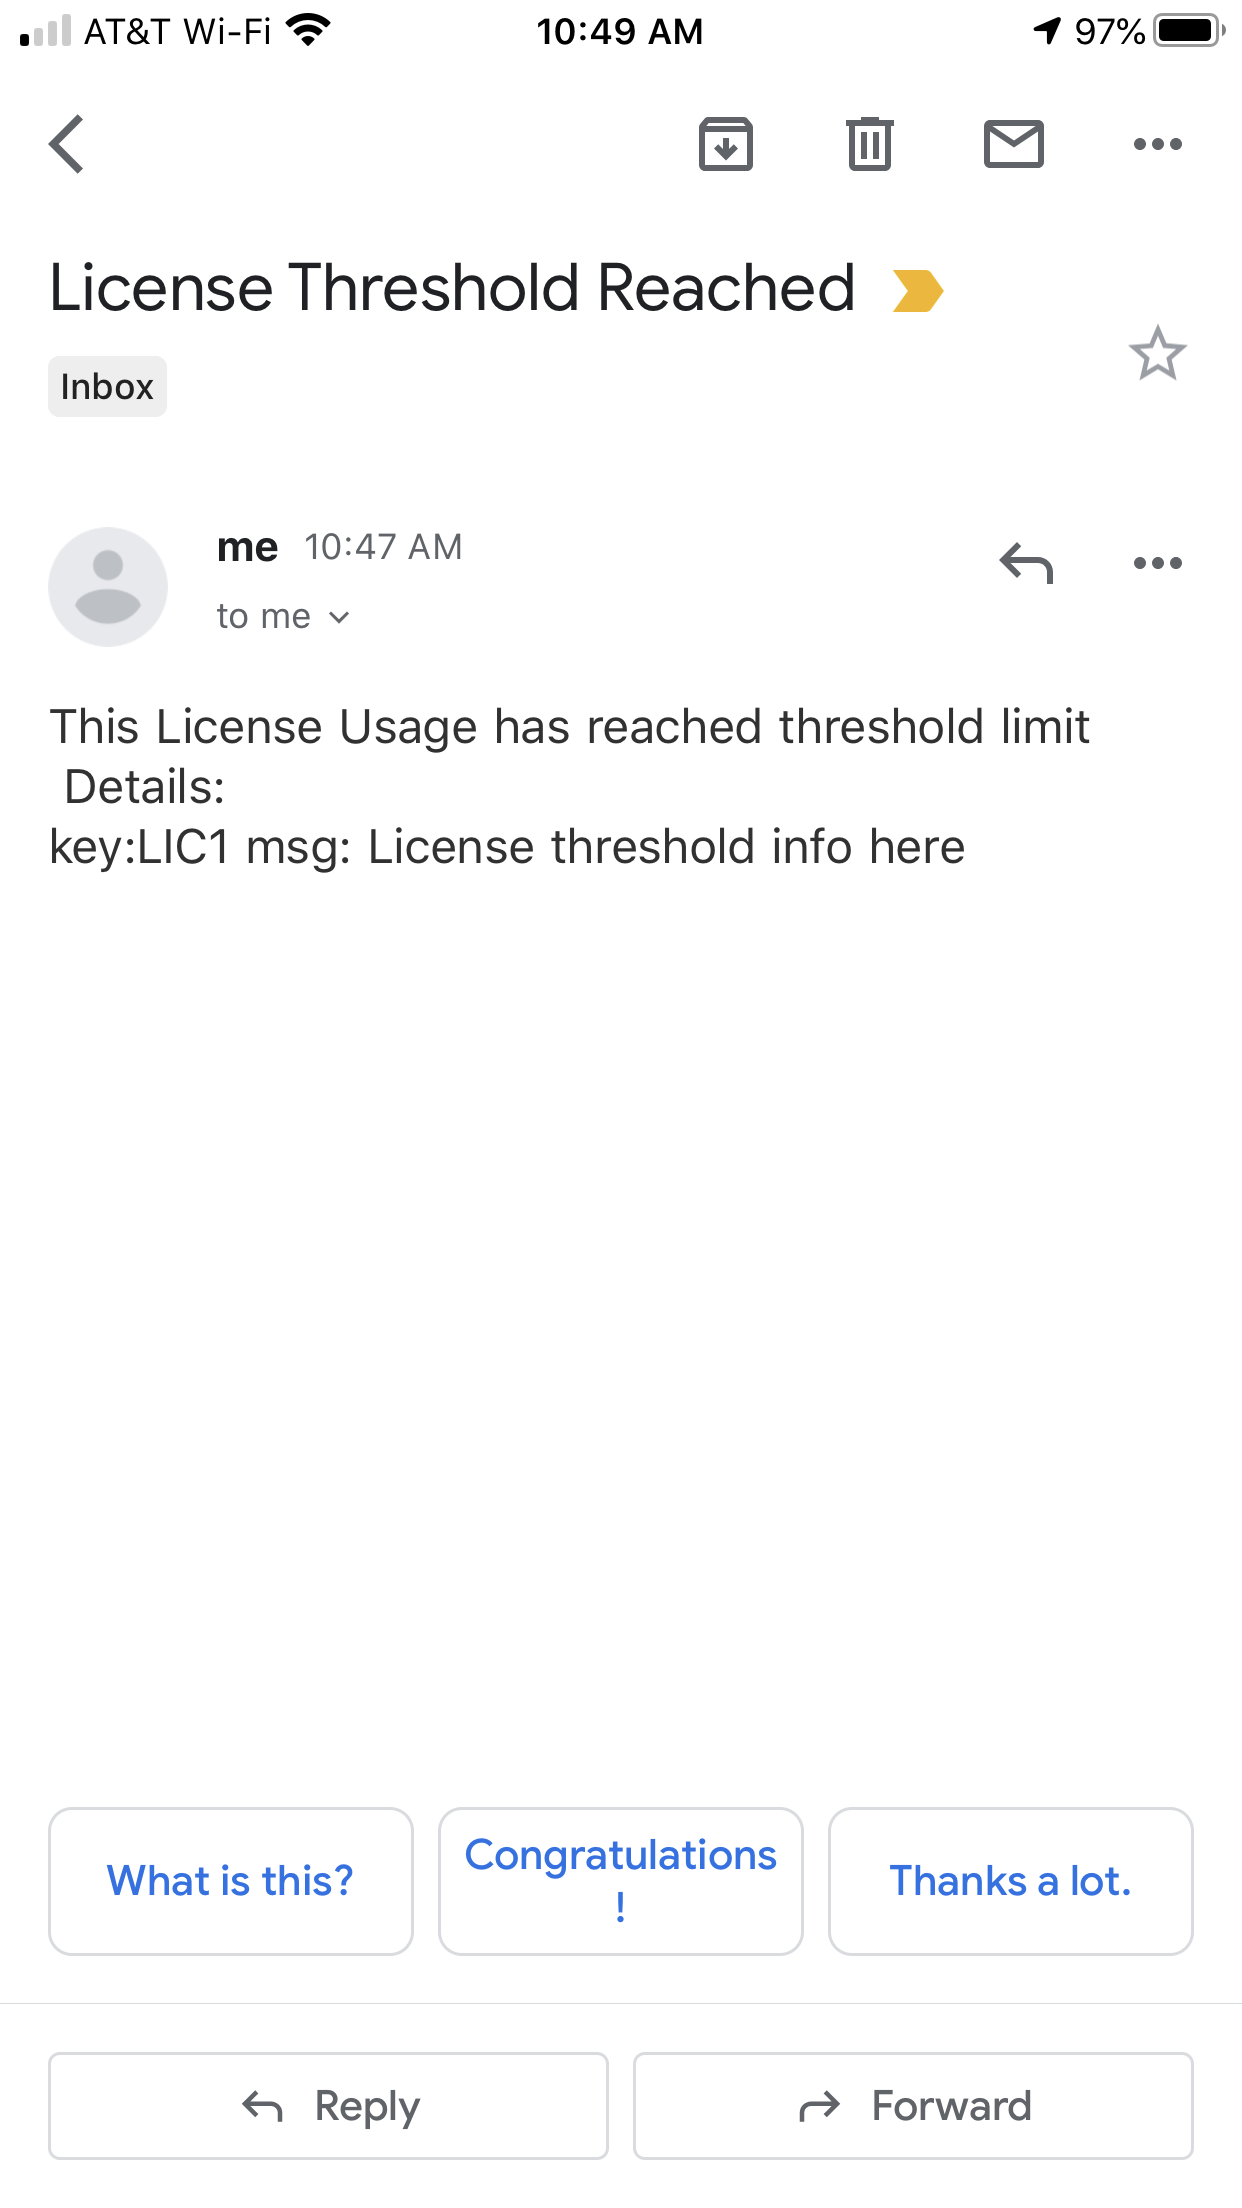 AT&T Wi-Fi 10:49 AM 97%
License Threshold Reached
Inbox
me 10:47 AM
to me
This License Usage has reached threshold limit
Details:
key:LIC1 msg: License threshold info here
What is this?
Congratulations
!
Thanks a lot.
Reply
Forward